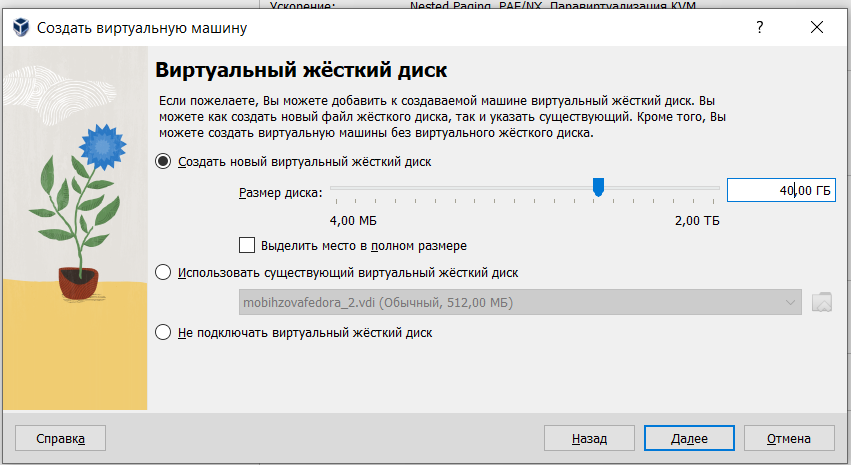 Ускорение: Nested Paging, PAE/NX, Паравиртуализация KVM
Создать виртуальную машину
Виртуальный жёсткий диск
Если пожелаете, Вы можете добавить к создаваемой машине виртуальный жёсткий диск. Вы
можете как создать новый файл жёсткого диска, так и указать существующий. Кроме того, Вы
можете создать виртуальную машины без виртуального жёсткого диска.
Создать новый виртуальный жёсткий диск
Размер диска: 40,00 ГБ
4,00 МБ 2,00 ТБ
Выделить место в полном размере
Использовать существующий виртуальный жёсткий диск
mobihzovafedora_2.vdi (Обычный, 512,00 МБ)
Не подключать виртуальный жёсткий диск
Справка Назад Далее Отмена